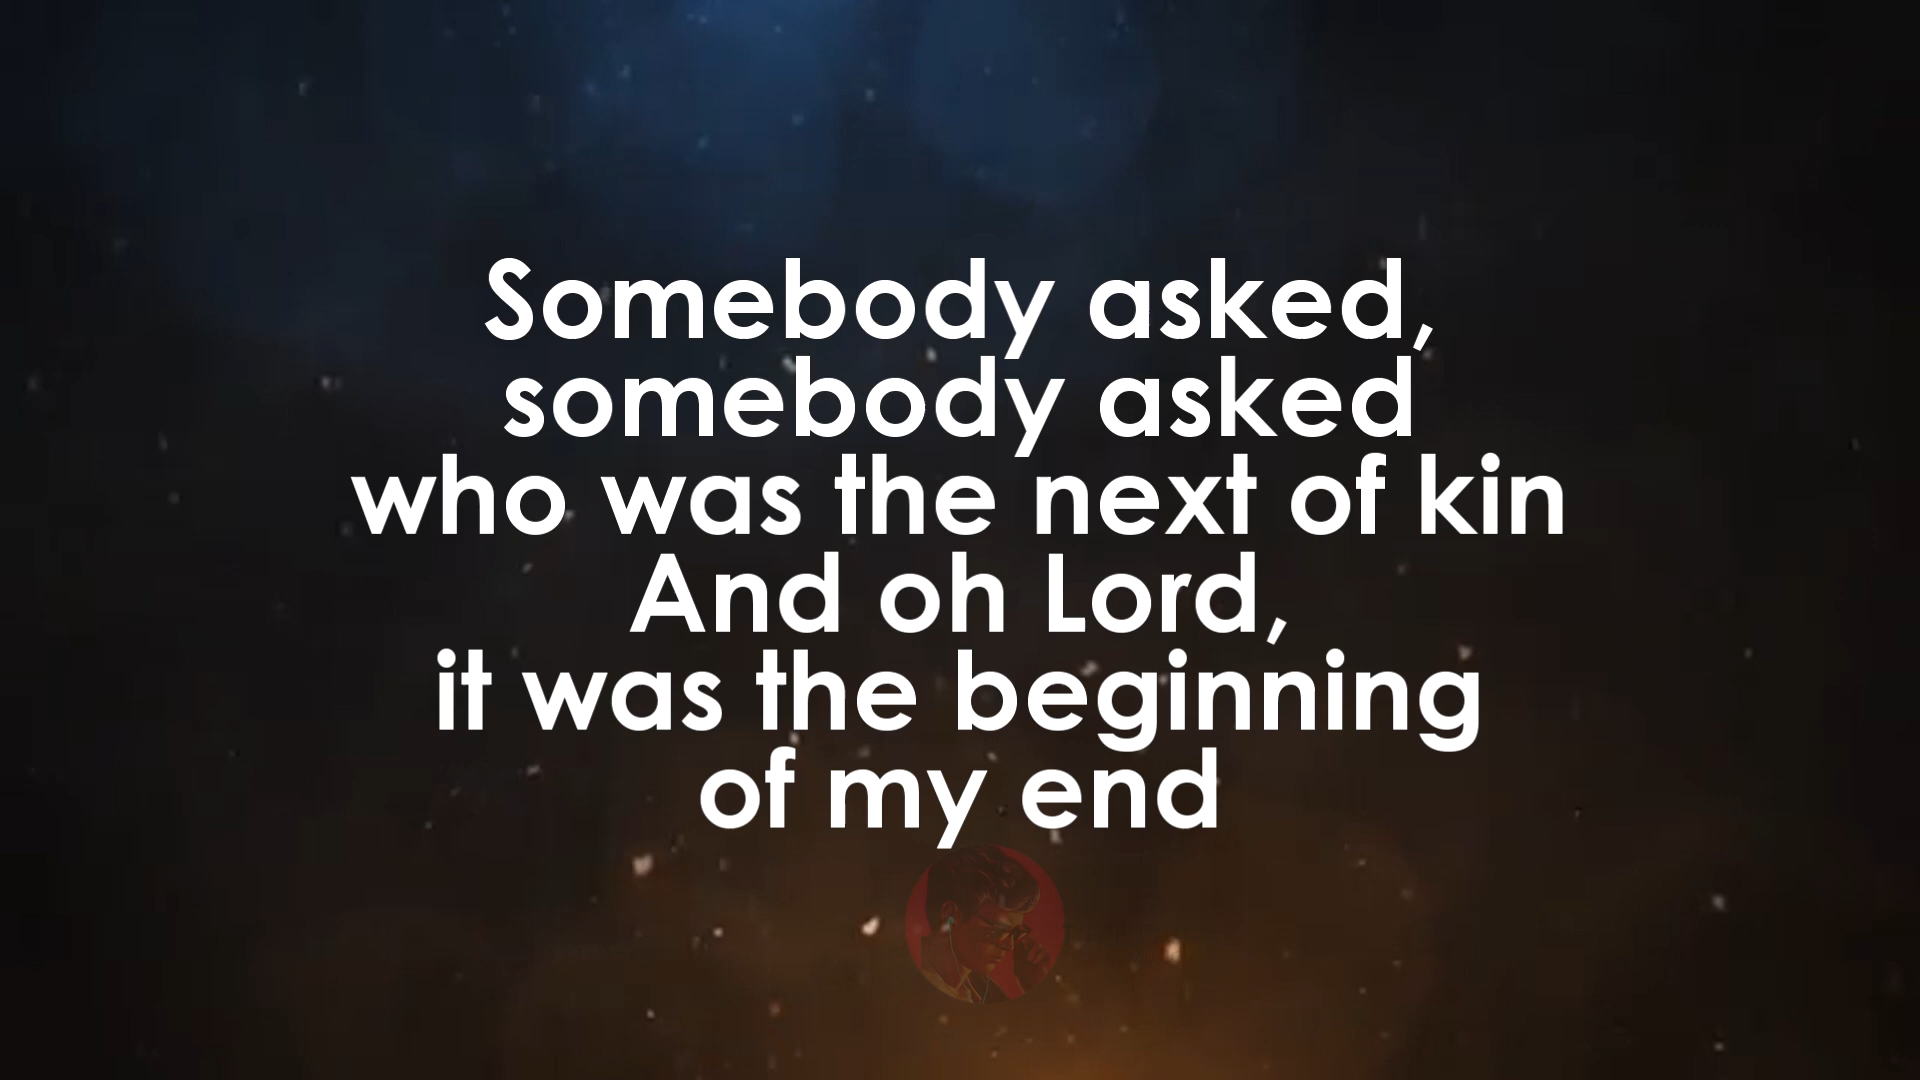 Somebody asked,
somebody asked
who was the next of kin
And oh Lord,
it was the beginning
of my end